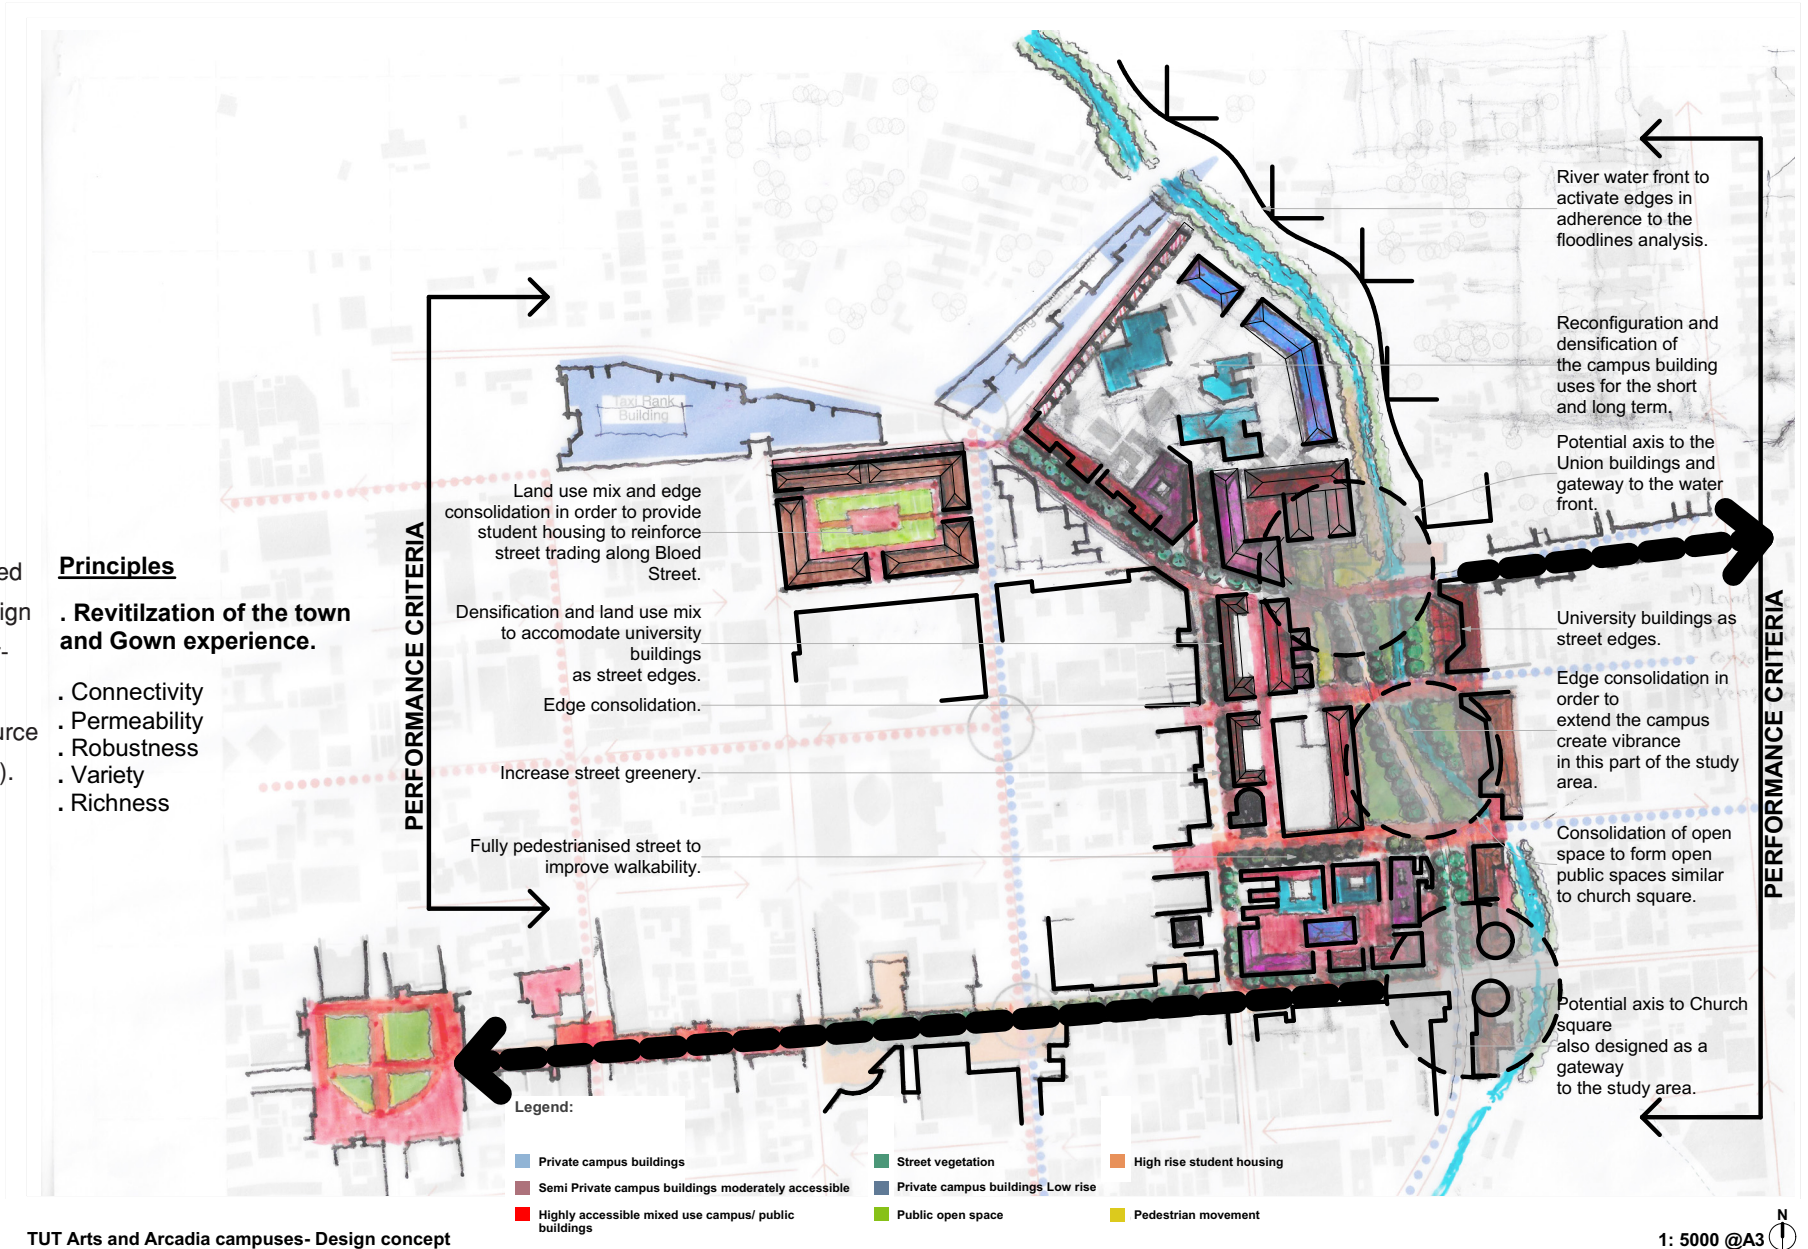 ed
ign
urce
).
Principles
. Revitilzation of the town
and Gown experience.
. Connectivity
. Permeability
. Robustness
. Variety
. Richness
PERFORMANCE CRITERIA
Land use mix and edge
consolidation in order to provide
student housing to reinforce
street trading along Bloed
Street.
Densification and land use mix
to accomodate university
buildings
as street edges.
Edge consolidation.
Increase street greenery.
Fully pedestrianised street to
improve walkability.
Taxi Rank
Building
River water front to
activate edges in
adherence to the
floodlines analysis.
Reconfiguration and
densification of
the campus building
uses for the short
and long term.
Potential axis to the
Union buildings and
gateway to the water
front.
University buildings as
street edges.
Edge consolidation in
order to
extend the campus
create vibrance
in this part of the study
area.
Consolidation of open
space to form open
public spaces similar
to church square.
Potential axis to Church
square
also designed as a
gateway
to the study area.
PERFORMANCE CRITERIA
Legend:
Private campus buildings
Semi Private campus buildings moderately accessible
Highly accessible mixed use campus/ public
buildings
Street vegetation
Private campus buildings Low rise
Public open space
High rise student housing
Pedestrian movement
TUT Arts and Arcadia campuses- Design concept
1: 5000 @A3
N